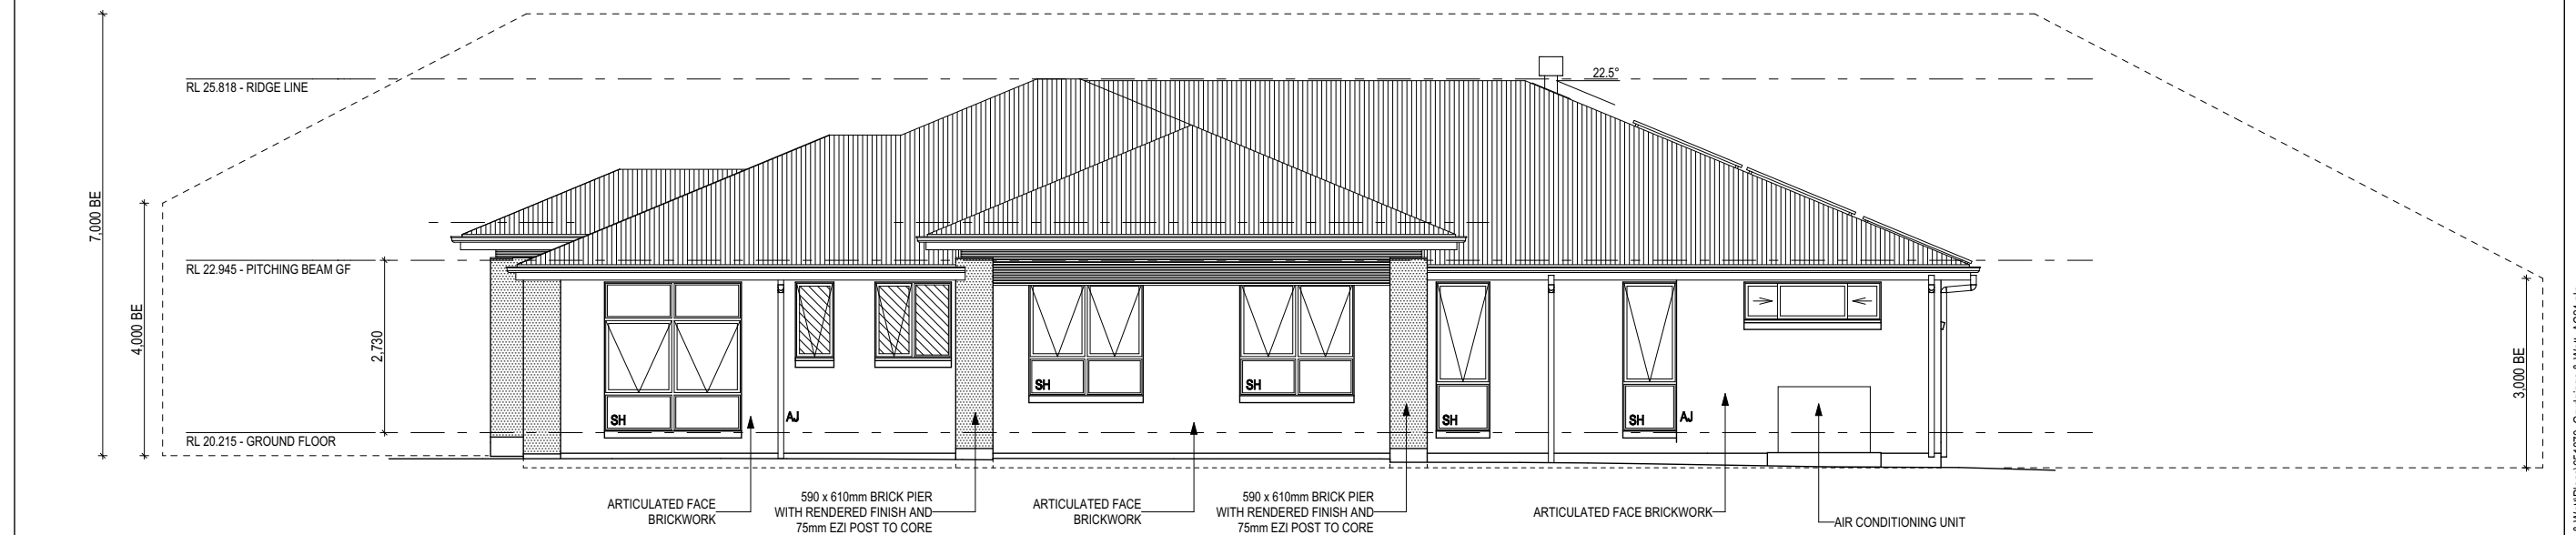 22.5°
RL 25.818 - RIDGE LINE
7,000 BE
4,000 BE
RL 22.945 - PITCHING BEAM GF
2,730
3,000 BE
SH
AJ
SH
SH
SH
SH
AJ
RL 20.215 - GROUND FLOOR
ARTICULATED FACE
BRICKWORK
590 x 610mm BRICK PIER
WITH RENDERED FINISH AND
75mm EZI POST TO CORE
ARTICULATED FACE
BRICKWORK
590 x 610mm BRICK PIER
WITH RENDERED FINISH AND
75mm EZI POST TO CORE
ARTICULATED FACE BRICKWORK
AIR CONDITIONING UNIT